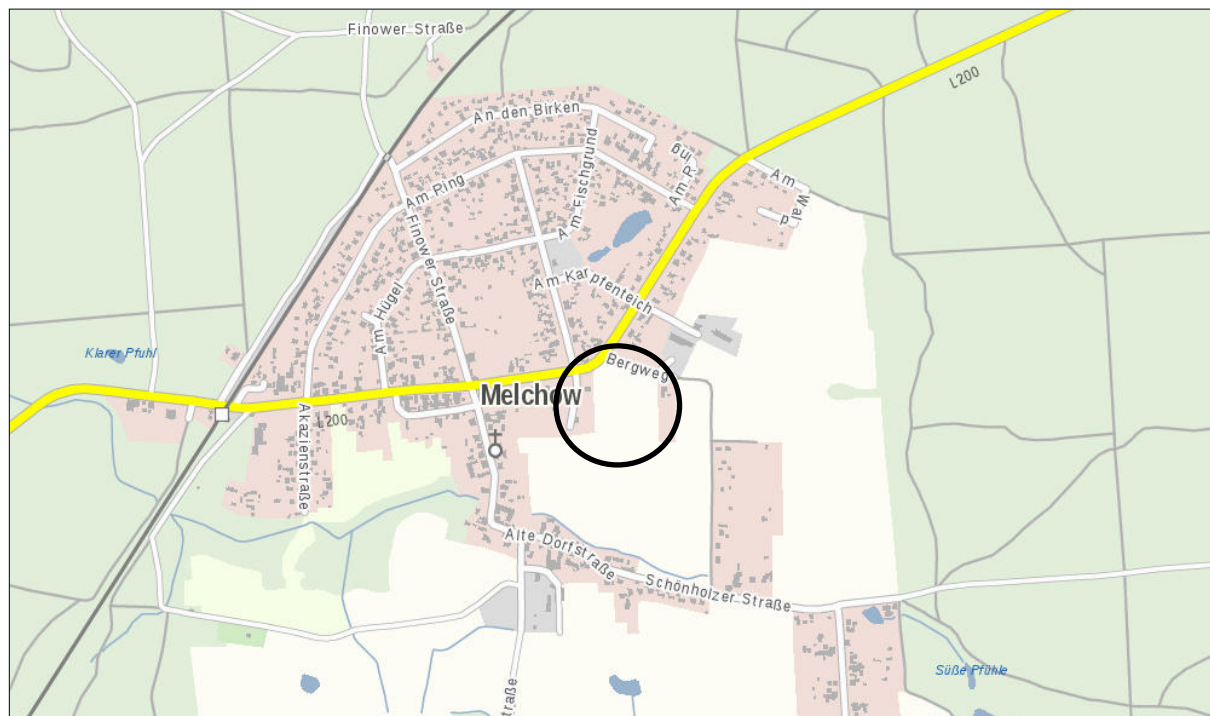 Finower Straße
L200
An den Birken
Am Ring
Am Fischgrund
Am Ring
Am Wald
Finower Straße
Am Karpfenteich
Am Hügel
Klarer Pfuhl
Bergweg
Melchow
L200
Akazienstraße
Alte Dorfstraße
Schönholzer Straße
Süße Pfühle
straße